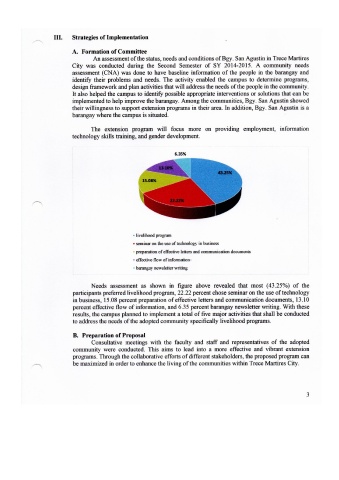 III. Strategies of Implementation
A. Formation of Committee
An assessment of the status, needs and conditions of Bgy. San Agustin in Trece Martires
City was conducted during the Second Semester of SY 2014-2015. A community needs
assessment (CNA) was done to have baseline information of the people in the barangay and
identify their problems and needs. The activity enabled the campus to determine programs,
design framework and plan activities that will address the needs of the people in the community.
It also helped the campus to identify possible appropriate interventions or solutions that can be
implemented to help improve the barangay. Among the communities, Bgy. San Agustin showed
their willingness to support extension programs in their area. In addition, Bgy. San Agustin is a
barangay where the campus is situated.
The extension program will focus more on providing employment, information
technology skills training, and gender development.
6.35%
13.10%
43.25%
15.08%
22.22%
- livelihood program
- seminar on the use of technology in business
- preparation of effective letters and communication documents
- effective flow of information
- barangay newsletter writing
Needs assessment as shown in figure above revealed that most (43.25%) of the
participants preferred livelihood program, 22.22 percent chose seminar on the use of technology
in business, 15.08 percent preparation of effective letters and communication documents, 13.10
percent effective flow of information, and 6.35 percent barangay newsletter writing. With these
results, the campus planned to implement a total of five major activities that shall be conducted
to address the needs of the adopted community specifically livelihood programs.
B. Preparation of Proposal
Consultative meetings with the faculty and staff and representatives of the adopted
community were conducted. This aims to lead into a more effective and vibrant extension
programs. Through the collaborative efforts of different stakeholders, the proposed program can
be maximized in order to enhance the living of the communities within Trece Martires City.
3